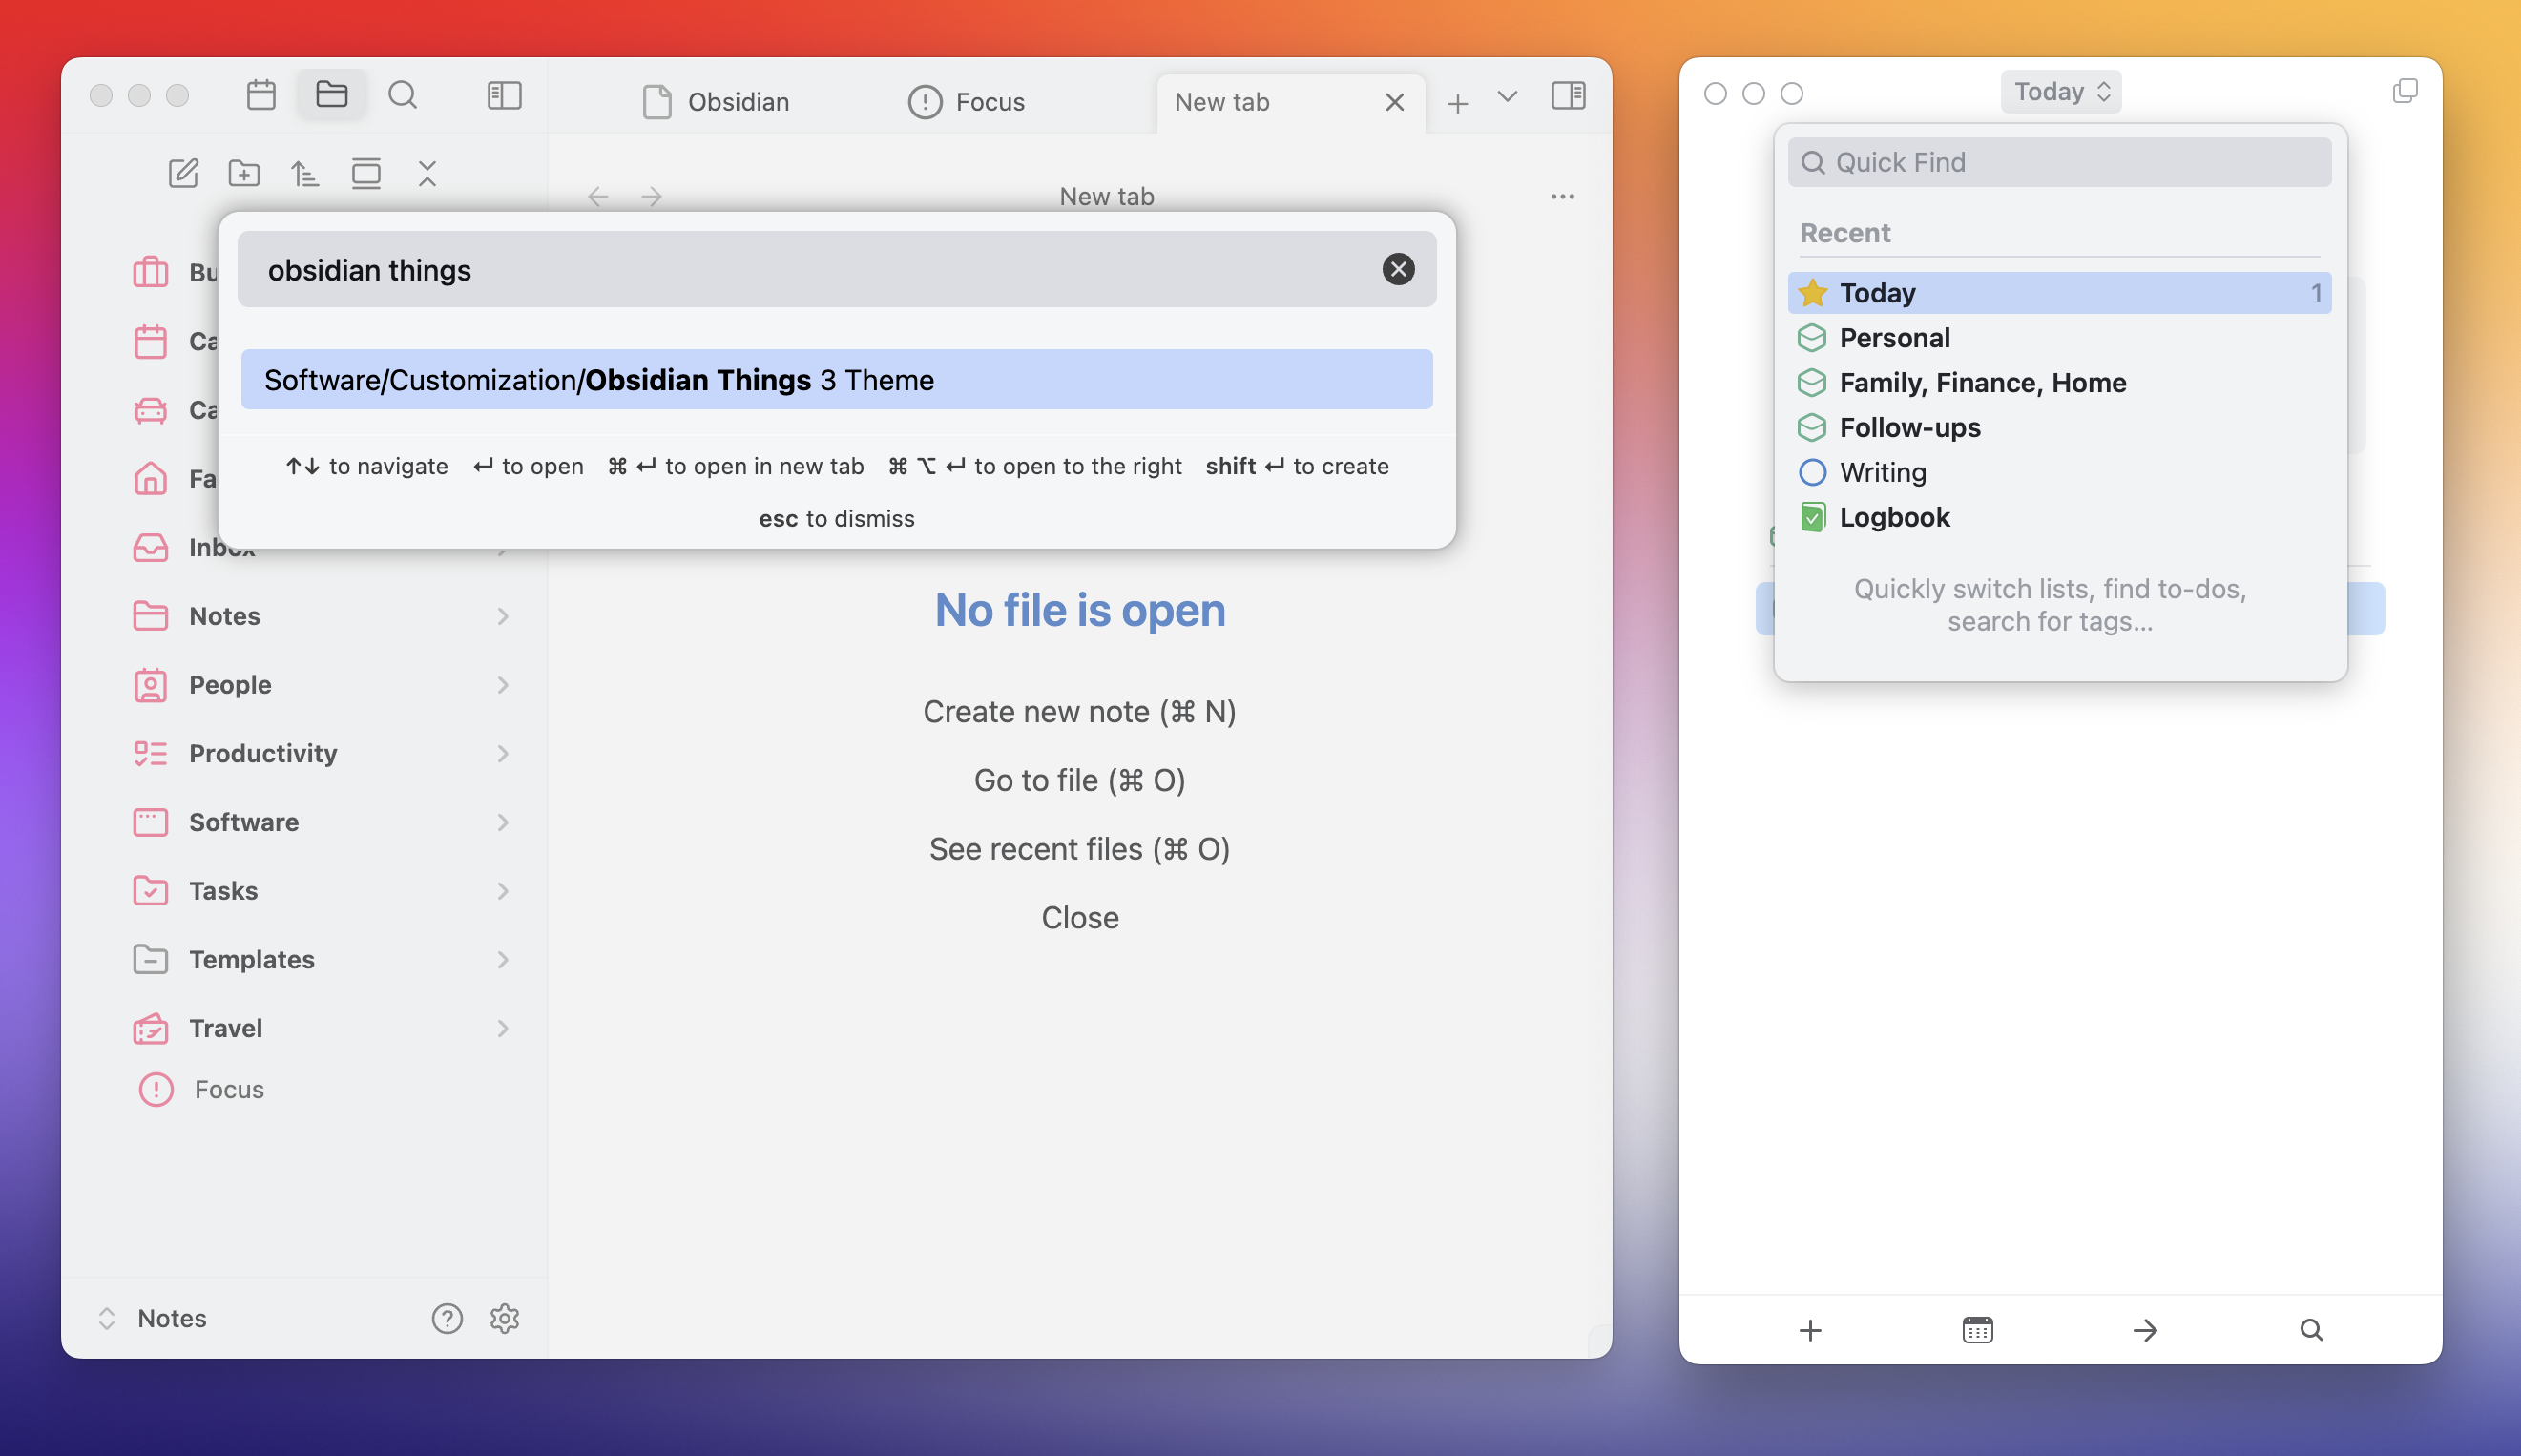 Obsidian
Focus
New tab
New tab
obsidian things
Software/Customization/Obsidian Things 3 Theme
↑↓ to navigate ↵ to open ⌘ ↵ to open in new tab ⌘ ⌥ ↵ to open to the right shift ↵ to create
esc to dismiss
Bu
Ca
Ca
Fa
Inbox
Notes
People
Productivity
Software
Tasks
Templates
Travel
Focus
Notes
No file is open
Create new note (⌘ N)
Go to file (⌘ O)
See recent files (⌘ O)
Close
Today
Quick Find
Recent
Today 1
Personal
Family, Finance, Home
Follow-ups
Writing
Logbook
Quickly switch lists, find to-dos,
search for tags...